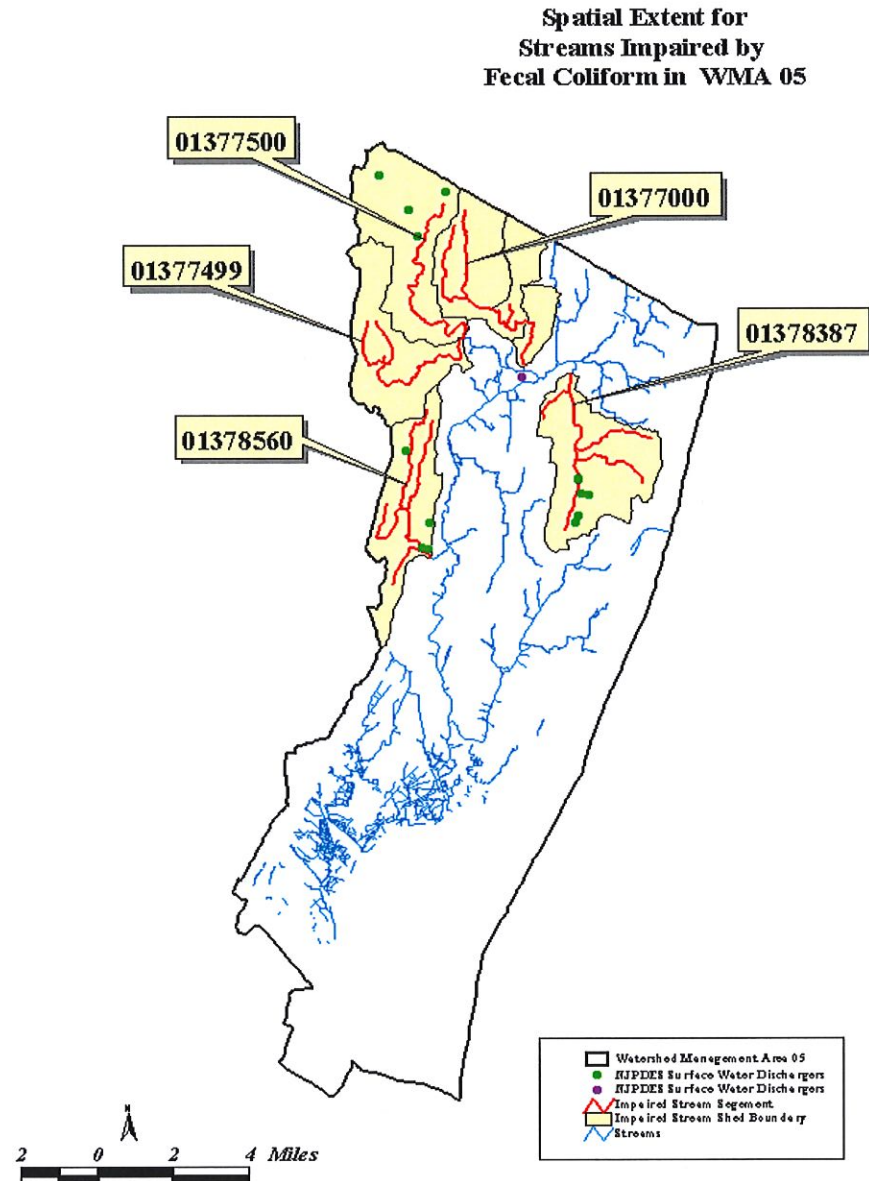 Spatial Extent for
Streams Impaired by
Fecal Coliform in WMA 05
01377500
01377000
01377499
01378387
01378560
Watershed Management Area 05
NJPDES Surface Water Dischargers
NJPDES Surface Water Dischargers
Impaired Stream Segement
Impaired Stream Shed Boundary
Streams
N
2 0 2 4 Miles